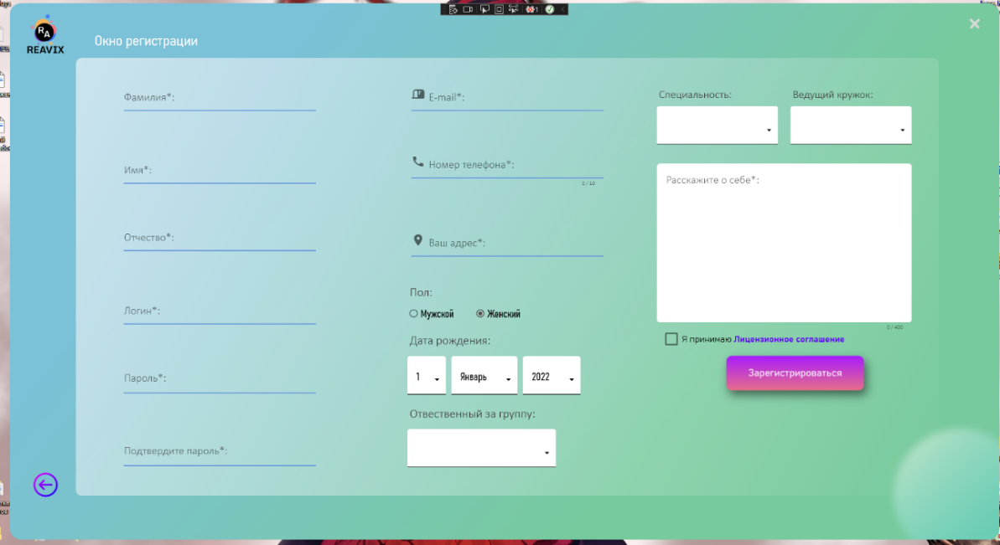 REAVIX
Окно регистрации
Фамилия*:
Имя*:
Отчество*:
Логин*:
Пароль*:
Подтвердите пароль*:
E-mail*:
Номер телефона*:
0 / 10
Ваш адрес*:
Пол:
Мужской Женский
Дата рождения:
1 Январь 2022
Отвественный за группу:
Специальность: Ведущий кружок:
Расскажите о себе*:
0 / 400
Я принимаю Лицензионное соглашение
Зарегистрироваться